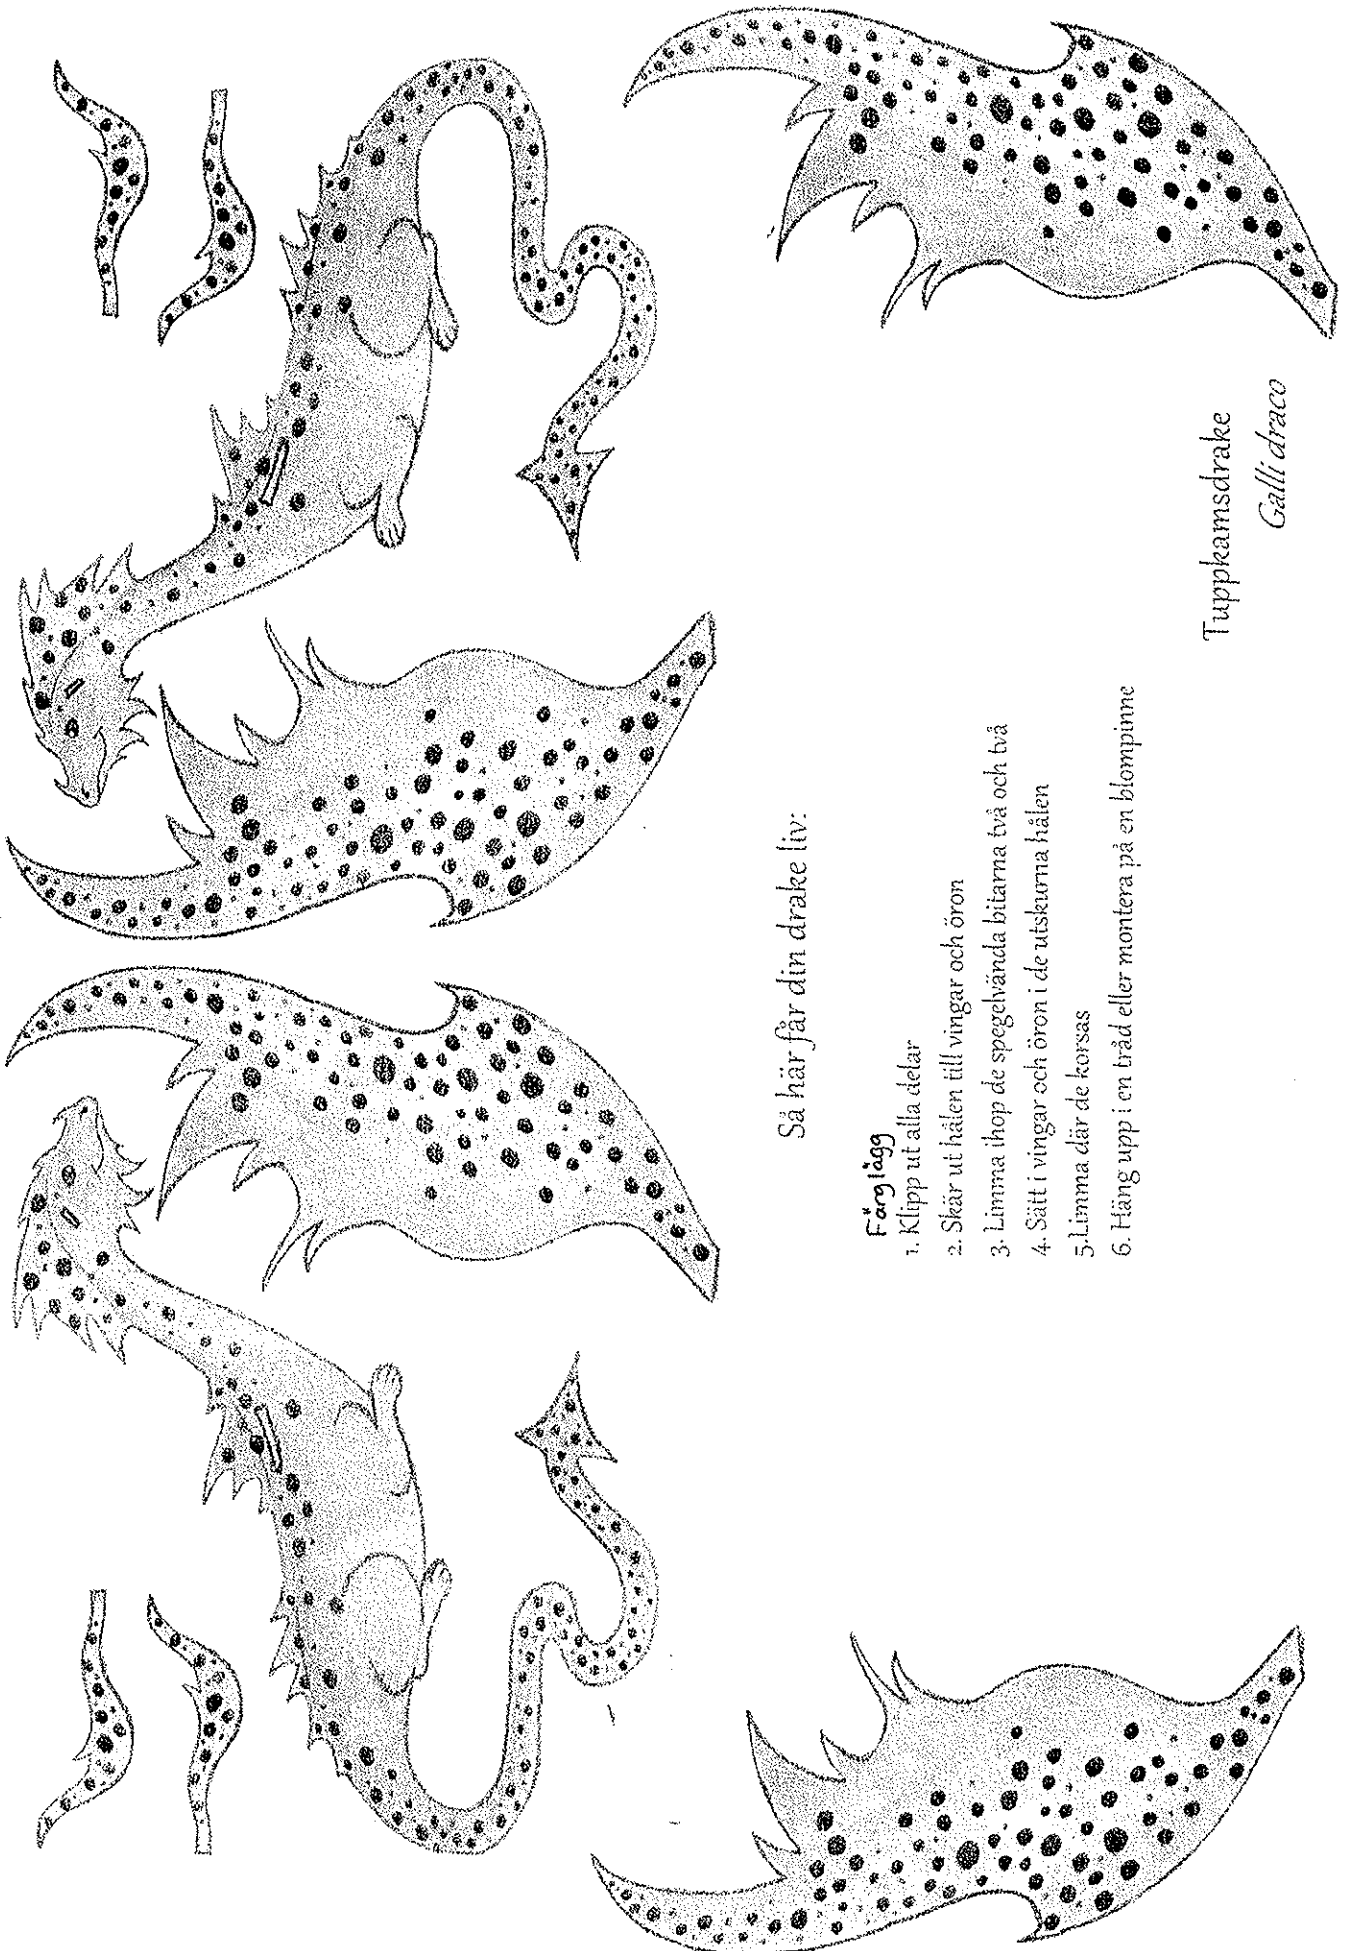 Så här får din drake liv:
Färglägg
1. Klipp ut alla delar
2. Skär ut hålen till vingar och öron
3. Limma ihop de spegelvända bitarna två och två
4. Sätt i vingar och öron i de utskurna hålen
5.Limma där de korsas
6. Häng upp i en tråd eller montera på en blompinne
Tuppkamsdrake
Galli draco